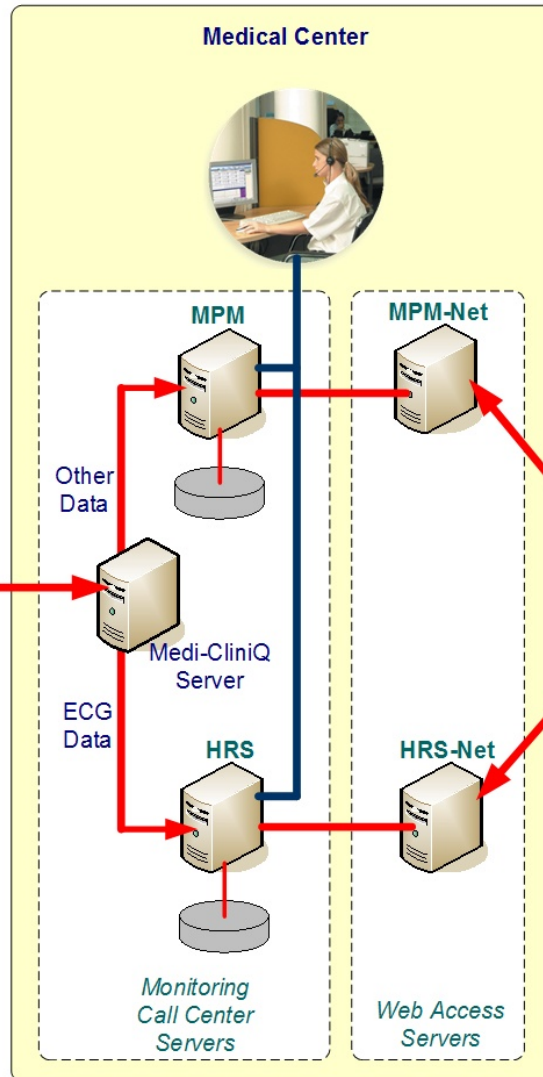 Medical Center
MPM
MPM-Net
Other
Data
Medi-CliniQ
Server
ECG
Data
HRS
HRS-Net
Monitoring
Call Center
Servers
Web Access
Servers